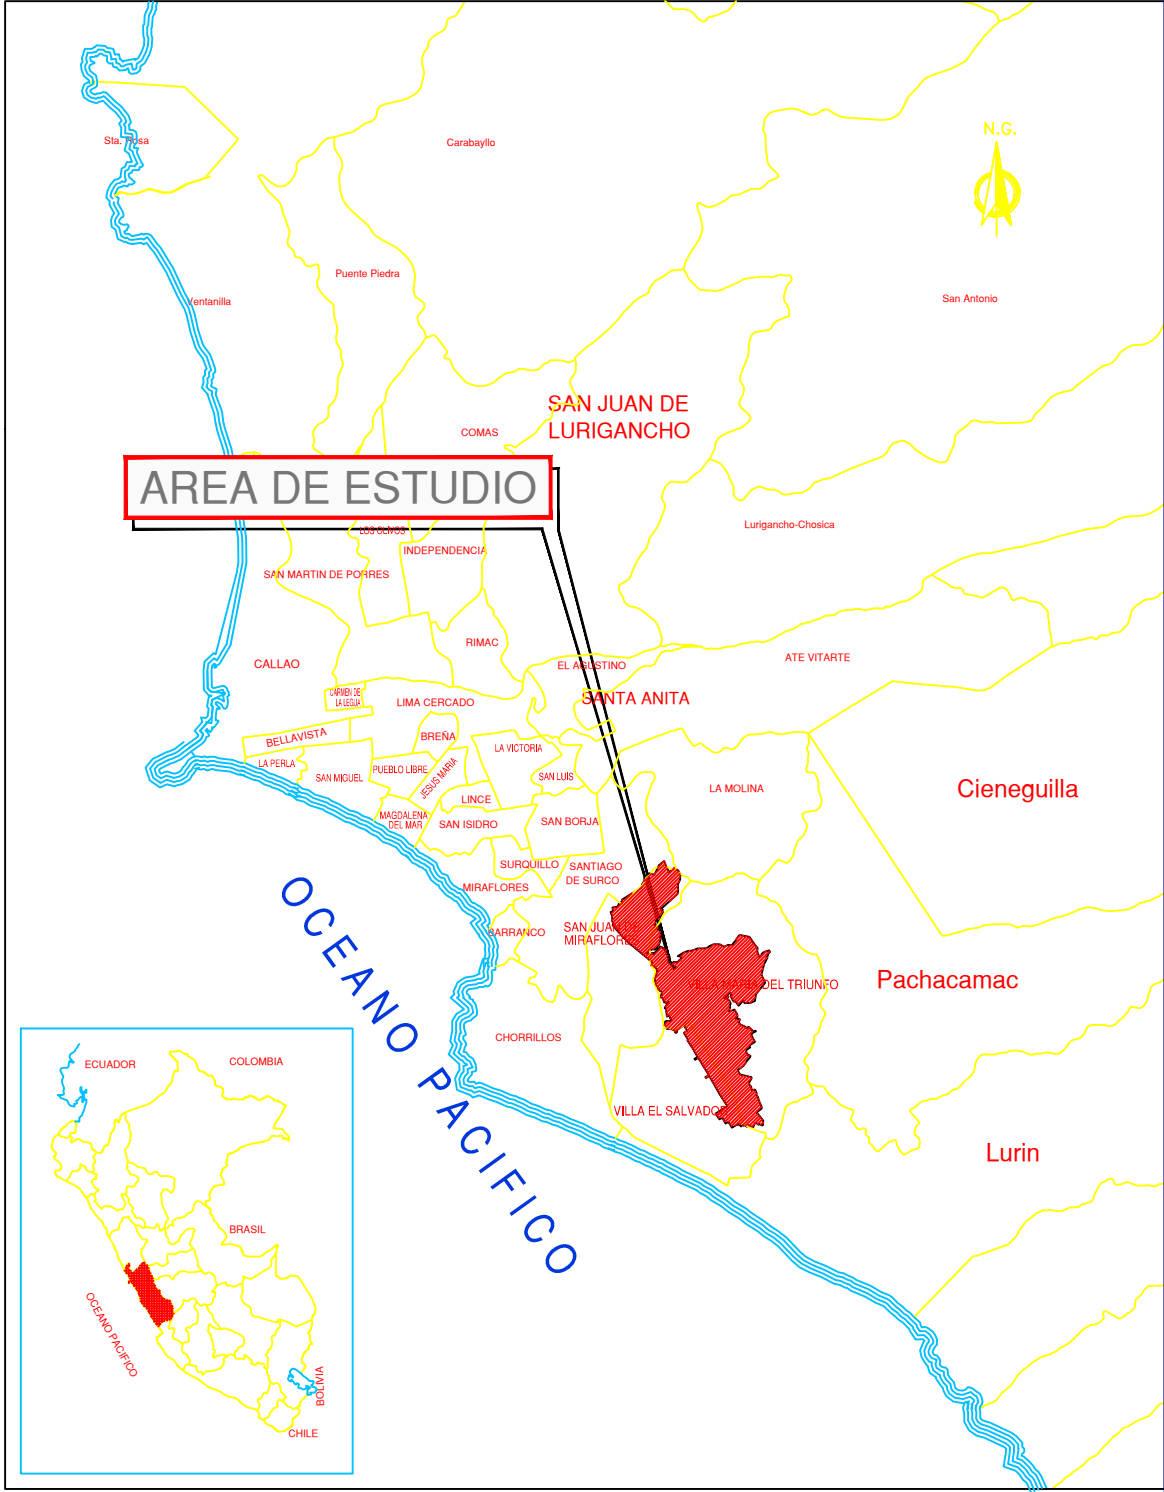 N.G.
Sta. Rosa
Carabayllo
Puente Piedra
Ventanilla
San Antonio
SAN JUAN DE
LURIGANCHO
COMAS
AREA DE ESTUDIO
Lurigancho-Chosica
LOS OLIVOS
INDEPENDENCIA
SAN MARTIN DE PORRES
RIMAC
CALLAO
EL AGUSTINO
ATE VITARTE
CARMEN DE
LA LEGUA
LIMA CERCADO
SANTA ANITA
BELLAVISTA
BREÑA
LA VICTORIA
LA PERLA
SAN MIGUEL
PUEBLO LIBRE
JESUS MARIA
SAN LUIS
LA MOLINA
Cieneguilla
LINCE
MAGDALENA
DEL MAR
SAN ISIDRO
SAN BORJA
SURQUILLO
SANTIAGO
DE SURCO
MIRAFLORES
BARRANCO
SAN JUAN DE
MIRAFLORES
VILLA MARIA DEL TRIUNFO
Pachacamac
OCEANO PACIFICO
CHORRILLOS
VILLA EL SALVADOR
Lurin
ECUADOR
COLOMBIA
BRASIL
OCEANO PACIFICO
BOLIVIA
CHILE